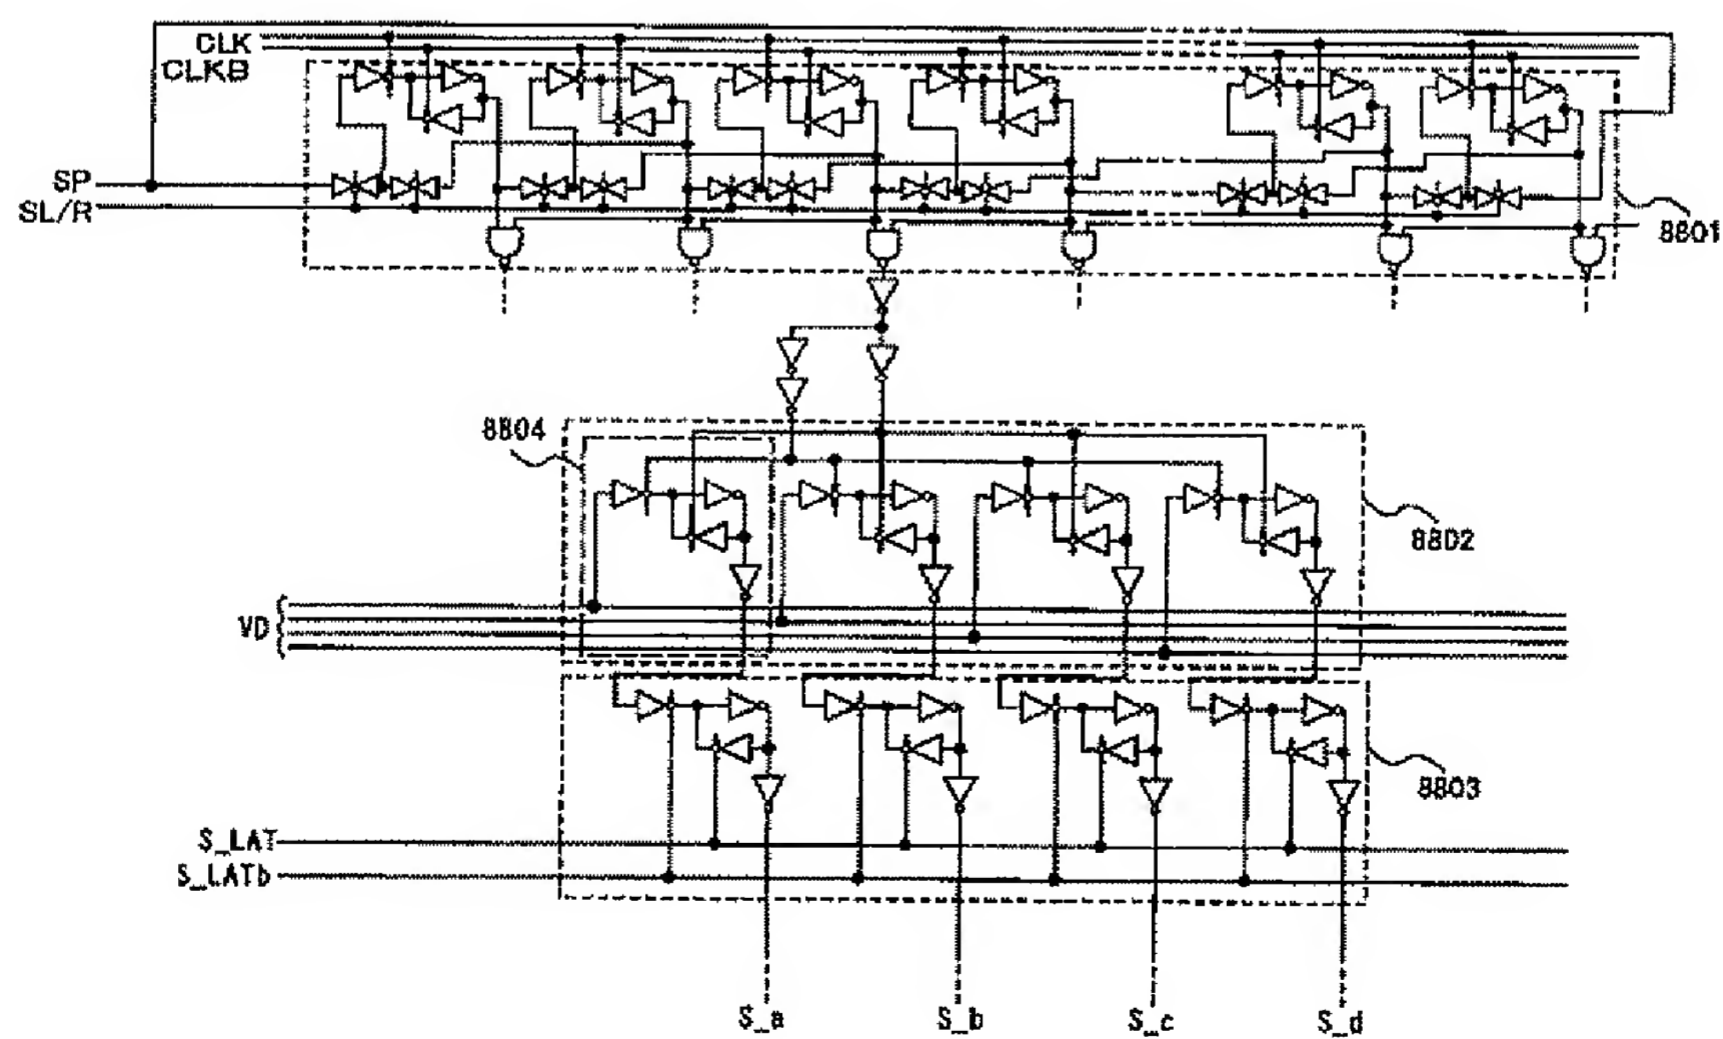 CLK
CLKB
SP
SL/R
8801
8804
8802
VD
8803
S_LAT
S_LATb
S_a
S_b
S_c
S_d